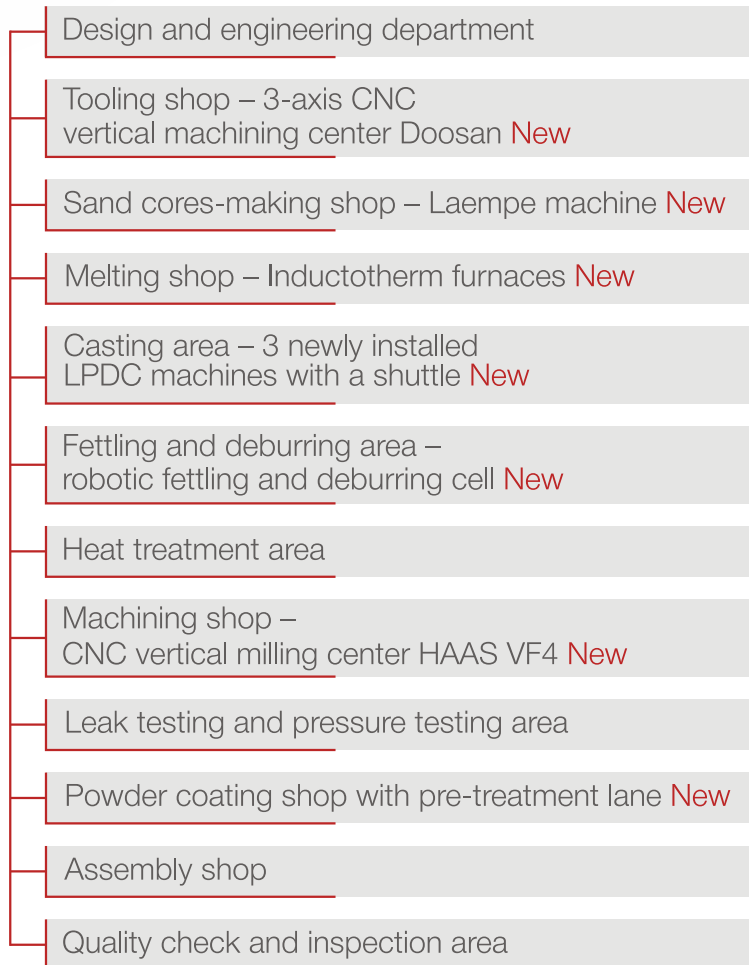 Design and engineering department
Tooling shop – 3-axis CNC
vertical machining center Doosan New
Sand cores-making shop – Laempe machine New
Melting shop – Inductotherm furnaces New
Casting area – 3 newly installed
LPDC machines with a shuttle New
Fettling and deburring area –
robotic fettling and deburring cell New
Heat treatment area
Machining shop –
CNC vertical milling center HAAS VF4 New
Leak testing and pressure testing area
Powder coating shop with pre-treatment lane New
Assembly shop
Quality check and inspection area